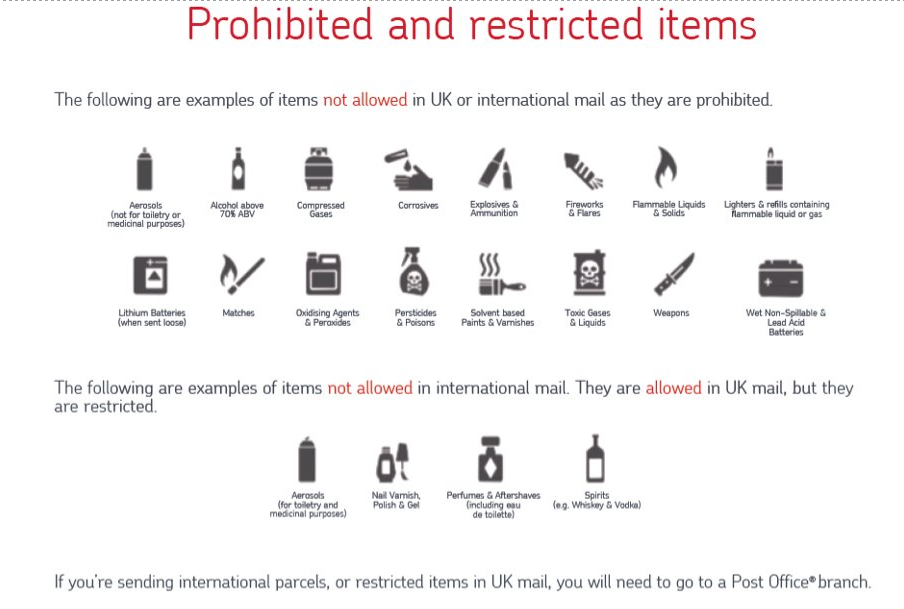 Prohibited and restricted items
The following are examples of items not allowed in UK or international mail as they are prohibited.
Aerosols
(not for toiletry or
medicinal purposes)
Alcohol above
70% ABV
Compressed
Gases
Corrosives
Explosives &
Ammunition
Fireworks
& Flares
Flammable Liquids
& Solids
Lighters & refills containing
flammable liquid or gas
Lithium Batteries
(when sent loose)
Matches
Oxidising Agents
& Peroxides
Persticides
& Poisons
Solvent based
Paints & Varnishes
Toxic Gases
& Liquids
Weapons
Wet Non-Spillable &
Lead Acid
Batteries
The following are examples of items not allowed in international mail. They are allowed in UK mail, but they
are restricted.
Aerosols
(for toiletry and
medicinal purposes)
Nail Varnish,
Polish & Gel
Perfumes & Aftershaves
(including eau
de toilette)
Spirits
(e.g. Whiskey & Vodka)
If you're sending international parcels, or restricted items in UK mail, you will need to go to a Post Office® branch.